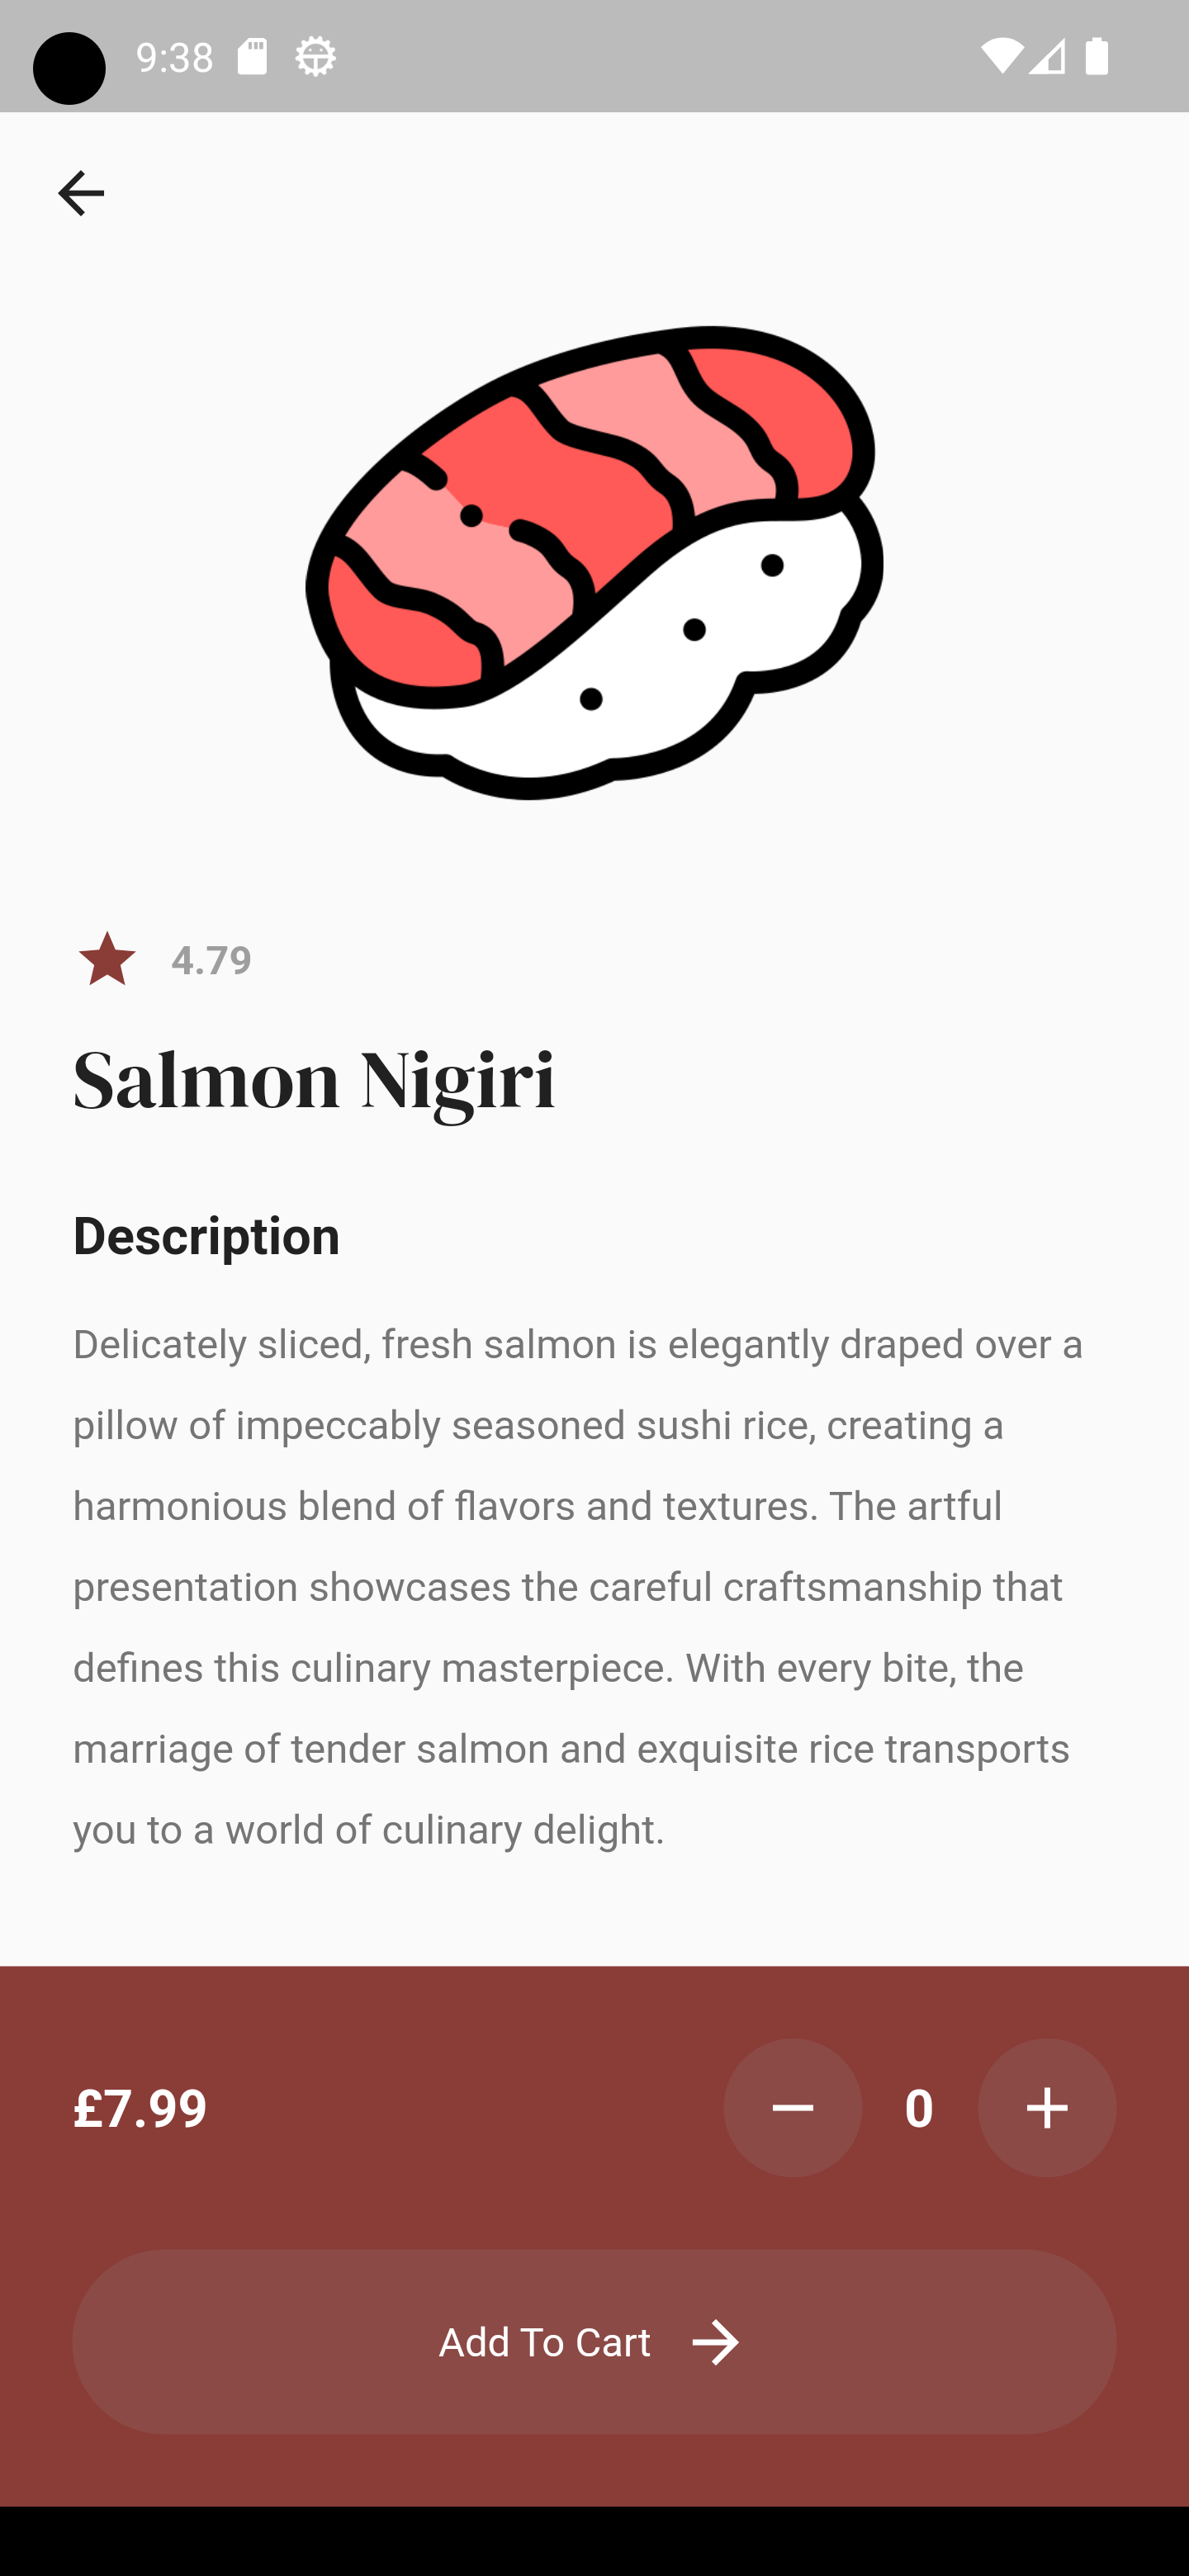 9:38
4.79
Salmon Nigiri
Description
Delicately sliced, fresh salmon is elegantly draped over a
pillow of impeccably seasoned sushi rice, creating a
harmonious blend of flavors and textures. The artful
presentation showcases the careful craftsmanship that
defines this culinary masterpiece. With every bite, the
marriage of tender salmon and exquisite rice transports
you to a world of culinary delight.
£7.99 0
Add To Cart